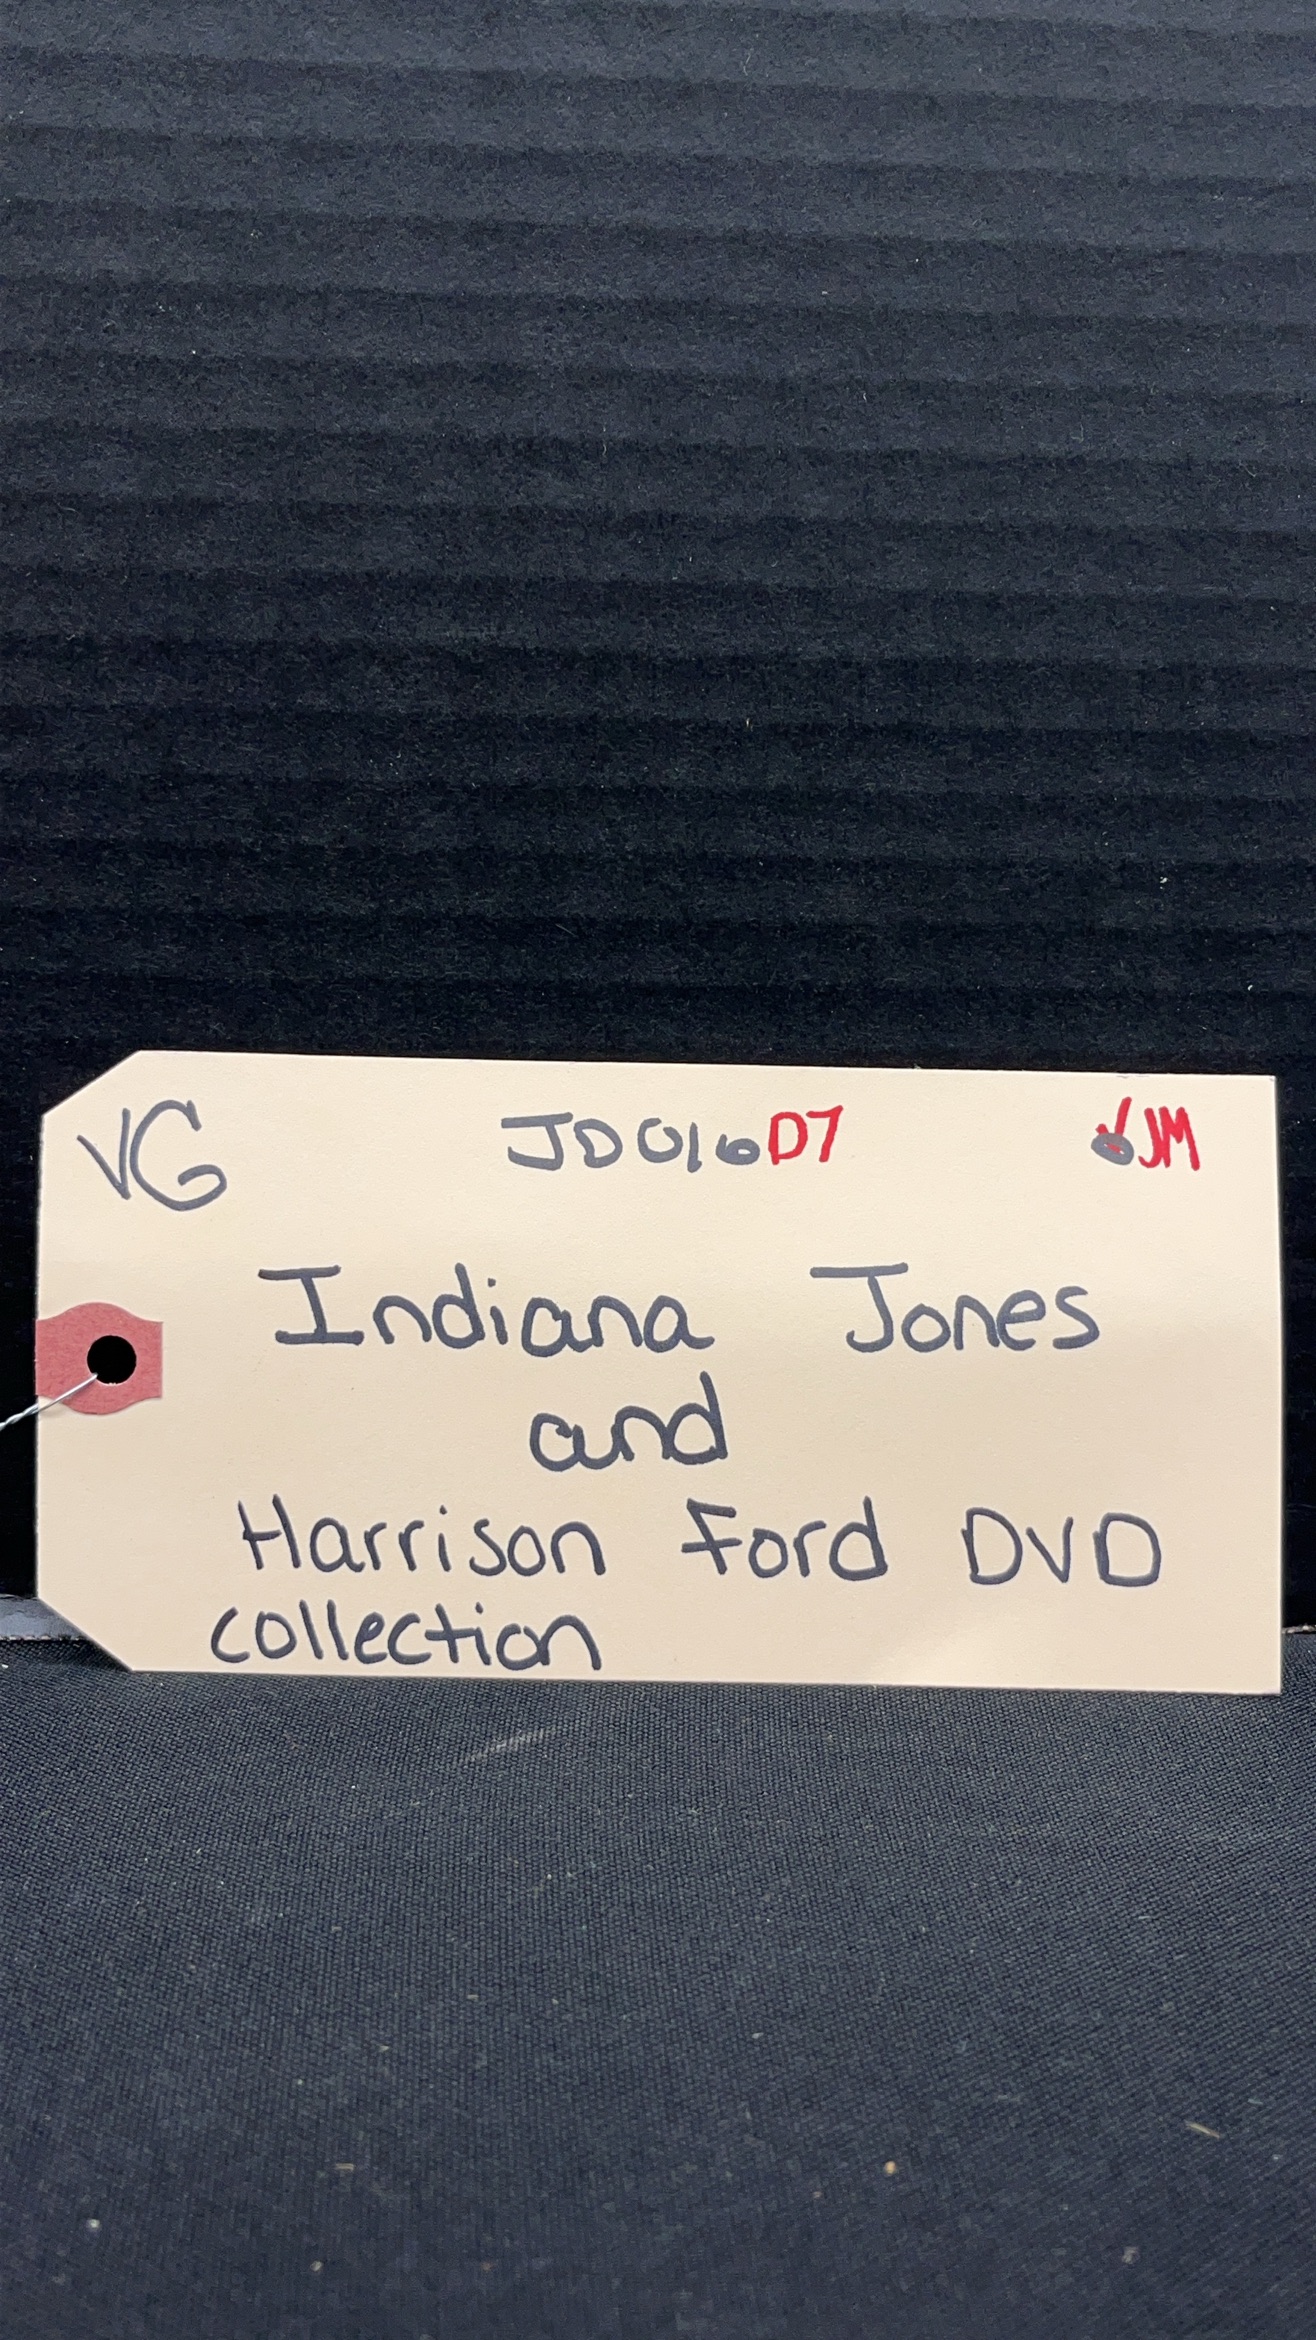 VG JD016D7 ✓JM
Indiana Jones
and
Harrison Ford DVD
collection